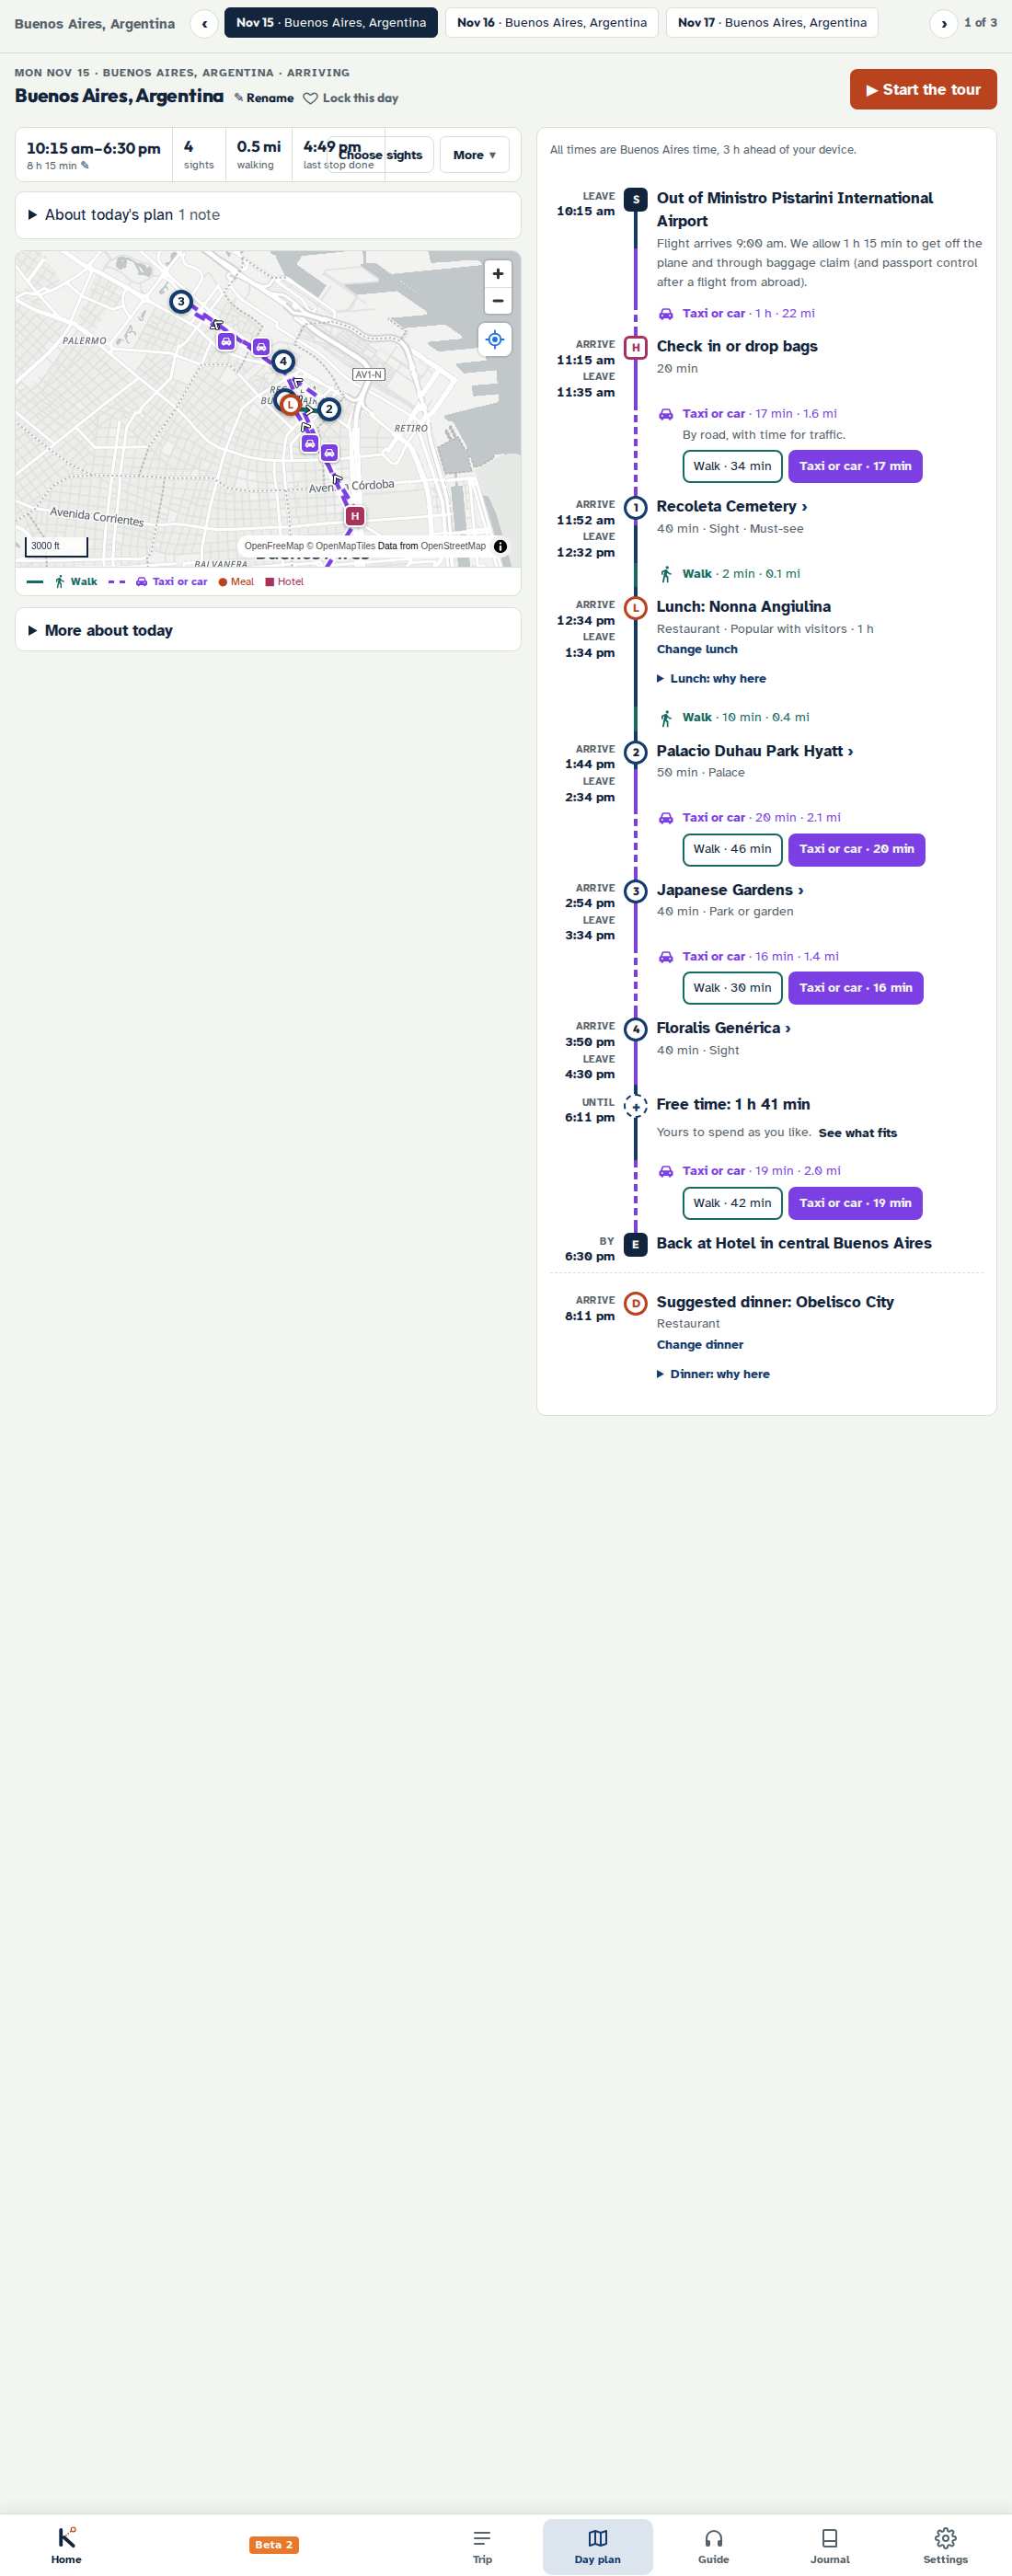 Buenos Aires, Argentina
‹
Nov 15 · Buenos Aires, Argentina
Nov 16 · Buenos Aires, Argentina
Nov 17 · Buenos Aires, Argentina
›
1 of 3
MON NOV 15 · BUENOS AIRES, ARGENTINA · ARRIVING
Buenos Aires, Argentina
✎ Rename
Lock this day
▶ Start the tour
10:15 am–6:30 pm
8 h 15 min ✎
4
sights
0.5 mi
walking
4:49 pm
last stop done
Choose sights
More ▾
▶ About today's plan 1 note
PALERMO
3
4
AV1-N
L
2
RETIRO
Avenida Córdoba
Avenida Corrientes
H
BALVANERA
+
−
3000 ft
OpenFreeMap © OpenMapTiles Data from OpenStreetMap
Walk
Taxi or car
Meal
Hotel
▶ More about today
All times are Buenos Aires time, 3 h ahead of your device.
LEAVE
10:15 am
S
Out of Ministro Pistarini International
Airport
Flight arrives 9:00 am. We allow 1 h 15 min to get off the
plane and through baggage claim (and passport control
after a flight from abroad).
Taxi or car · 1 h · 22 mi
ARRIVE
11:15 am
LEAVE
11:35 am
H
Check in or drop bags
20 min
Taxi or car · 17 min · 1.6 mi
By road, with time for traffic.
Walk · 34 min
Taxi or car · 17 min
ARRIVE
11:52 am
LEAVE
12:32 pm
1
Recoleta Cemetery ›
40 min · Sight · Must-see
Walk · 2 min · 0.1 mi
ARRIVE
12:34 pm
LEAVE
1:34 pm
L
Lunch: Nonna Angiulina
Restaurant · Popular with visitors · 1 h
Change lunch
▶ Lunch: why here
Walk · 10 min · 0.4 mi
ARRIVE
1:44 pm
LEAVE
2:34 pm
2
Palacio Duhau Park Hyatt ›
50 min · Palace
Taxi or car · 20 min · 2.1 mi
Walk · 46 min
Taxi or car · 20 min
ARRIVE
2:54 pm
LEAVE
3:34 pm
3
Japanese Gardens ›
40 min · Park or garden
Taxi or car · 16 min · 1.4 mi
Walk · 30 min
Taxi or car · 16 min
ARRIVE
3:50 pm
LEAVE
4:30 pm
4
Floralis Genérica ›
40 min · Sight
UNTIL
6:11 pm
+
Free time: 1 h 41 min
Yours to spend as you like. See what fits
Taxi or car · 19 min · 2.0 mi
Walk · 42 min
Taxi or car · 19 min
BY
6:30 pm
E
Back at Hotel in central Buenos Aires
ARRIVE
8:11 pm
D
Suggested dinner: Obelisco City
Restaurant
Change dinner
▶ Dinner: why here
Home
Beta 2
Trip
Day plan
Guide
Journal
Settings